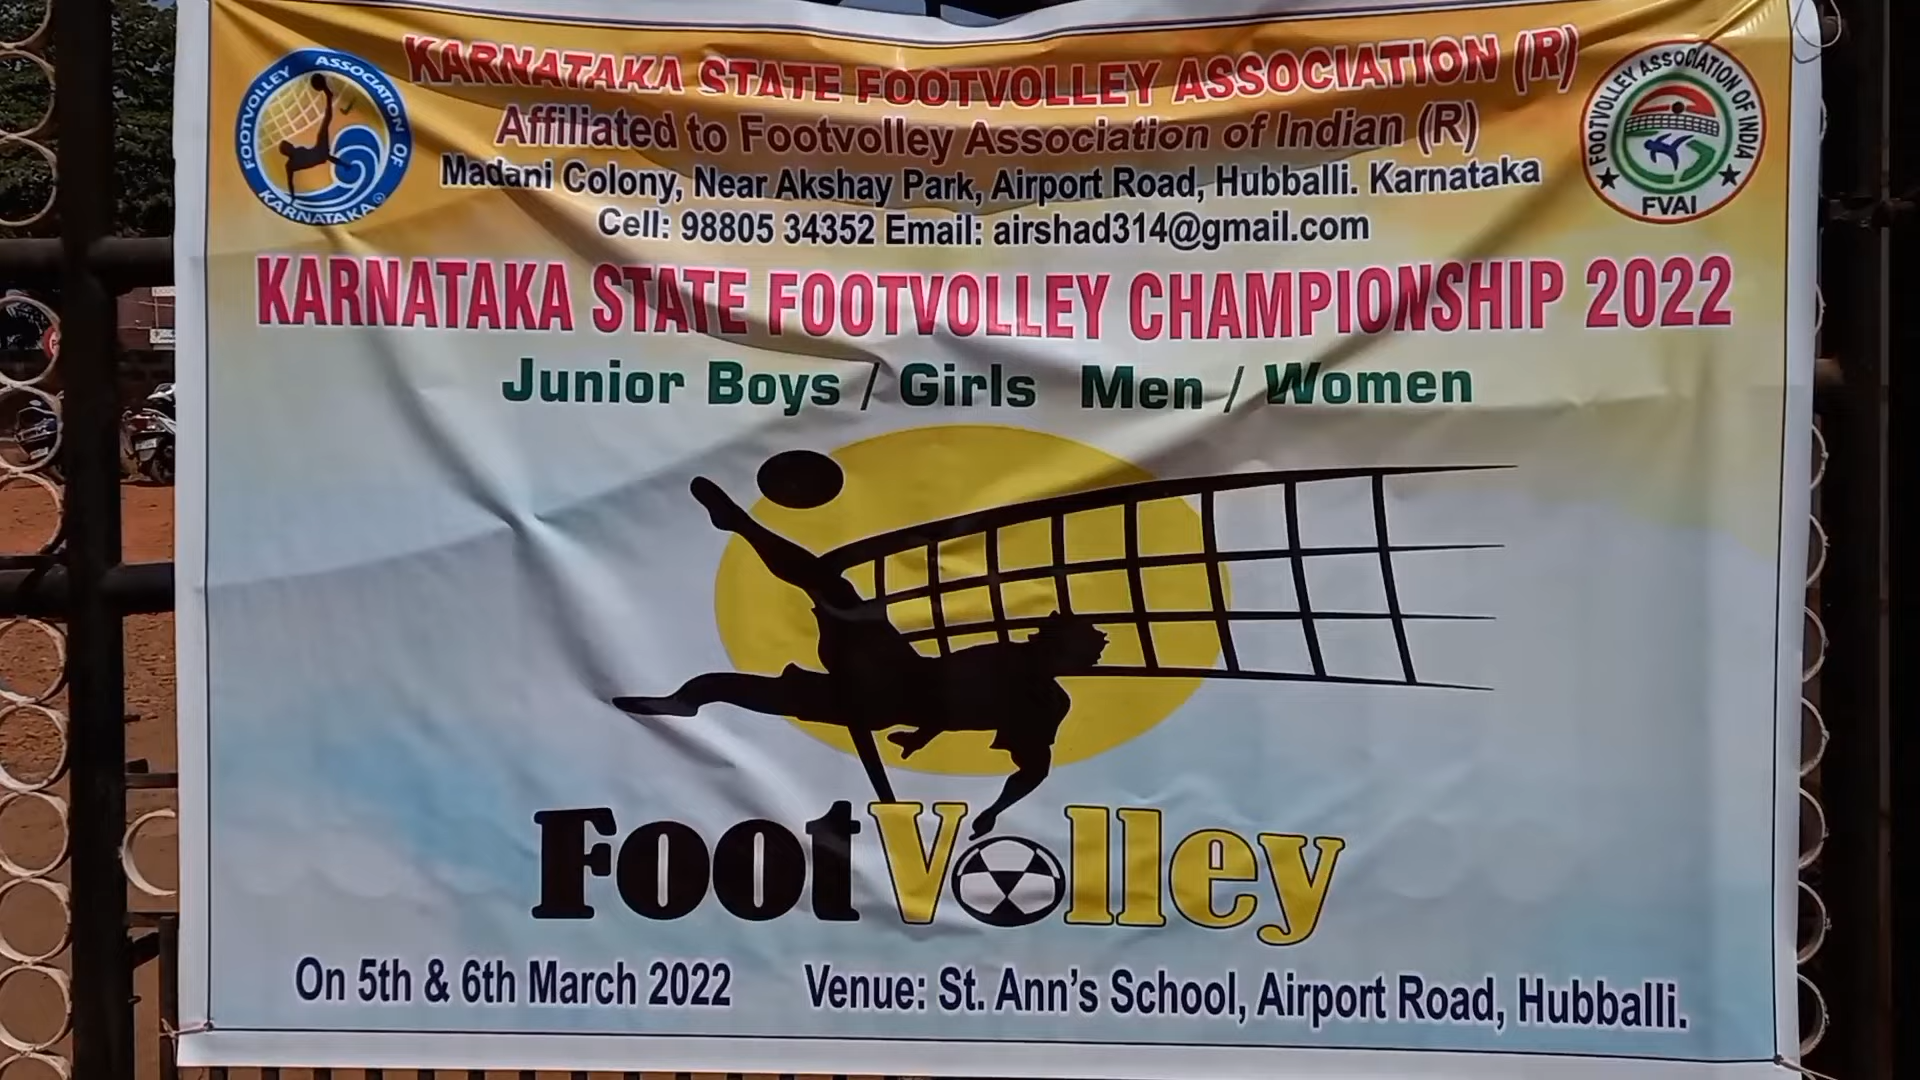 KARNATAKA STATE FOOTVOLLEY ASSOCIATION (R)
Affiliated to Footvolley Association of Indian (R)
Madani Colony, Near Akshay Park, Airport Road, Hubballi. Karnataka
Cell: 98805 34352 Email: airshad314@gmail.com
FOOTVOLLEY ASSOCIATION OF KARNATAKA
FOOTVOLLEY ASSOCIATION OF INDIA
FVAI
KARNATAKA STATE FOOTVOLLEY CHAMPIONSHIP 2022
Junior Boys / Girls Men / Women
FootVolley
On 5th & 6th March 2022 Venue: St. Ann's School, Airport Road, Hubballi.